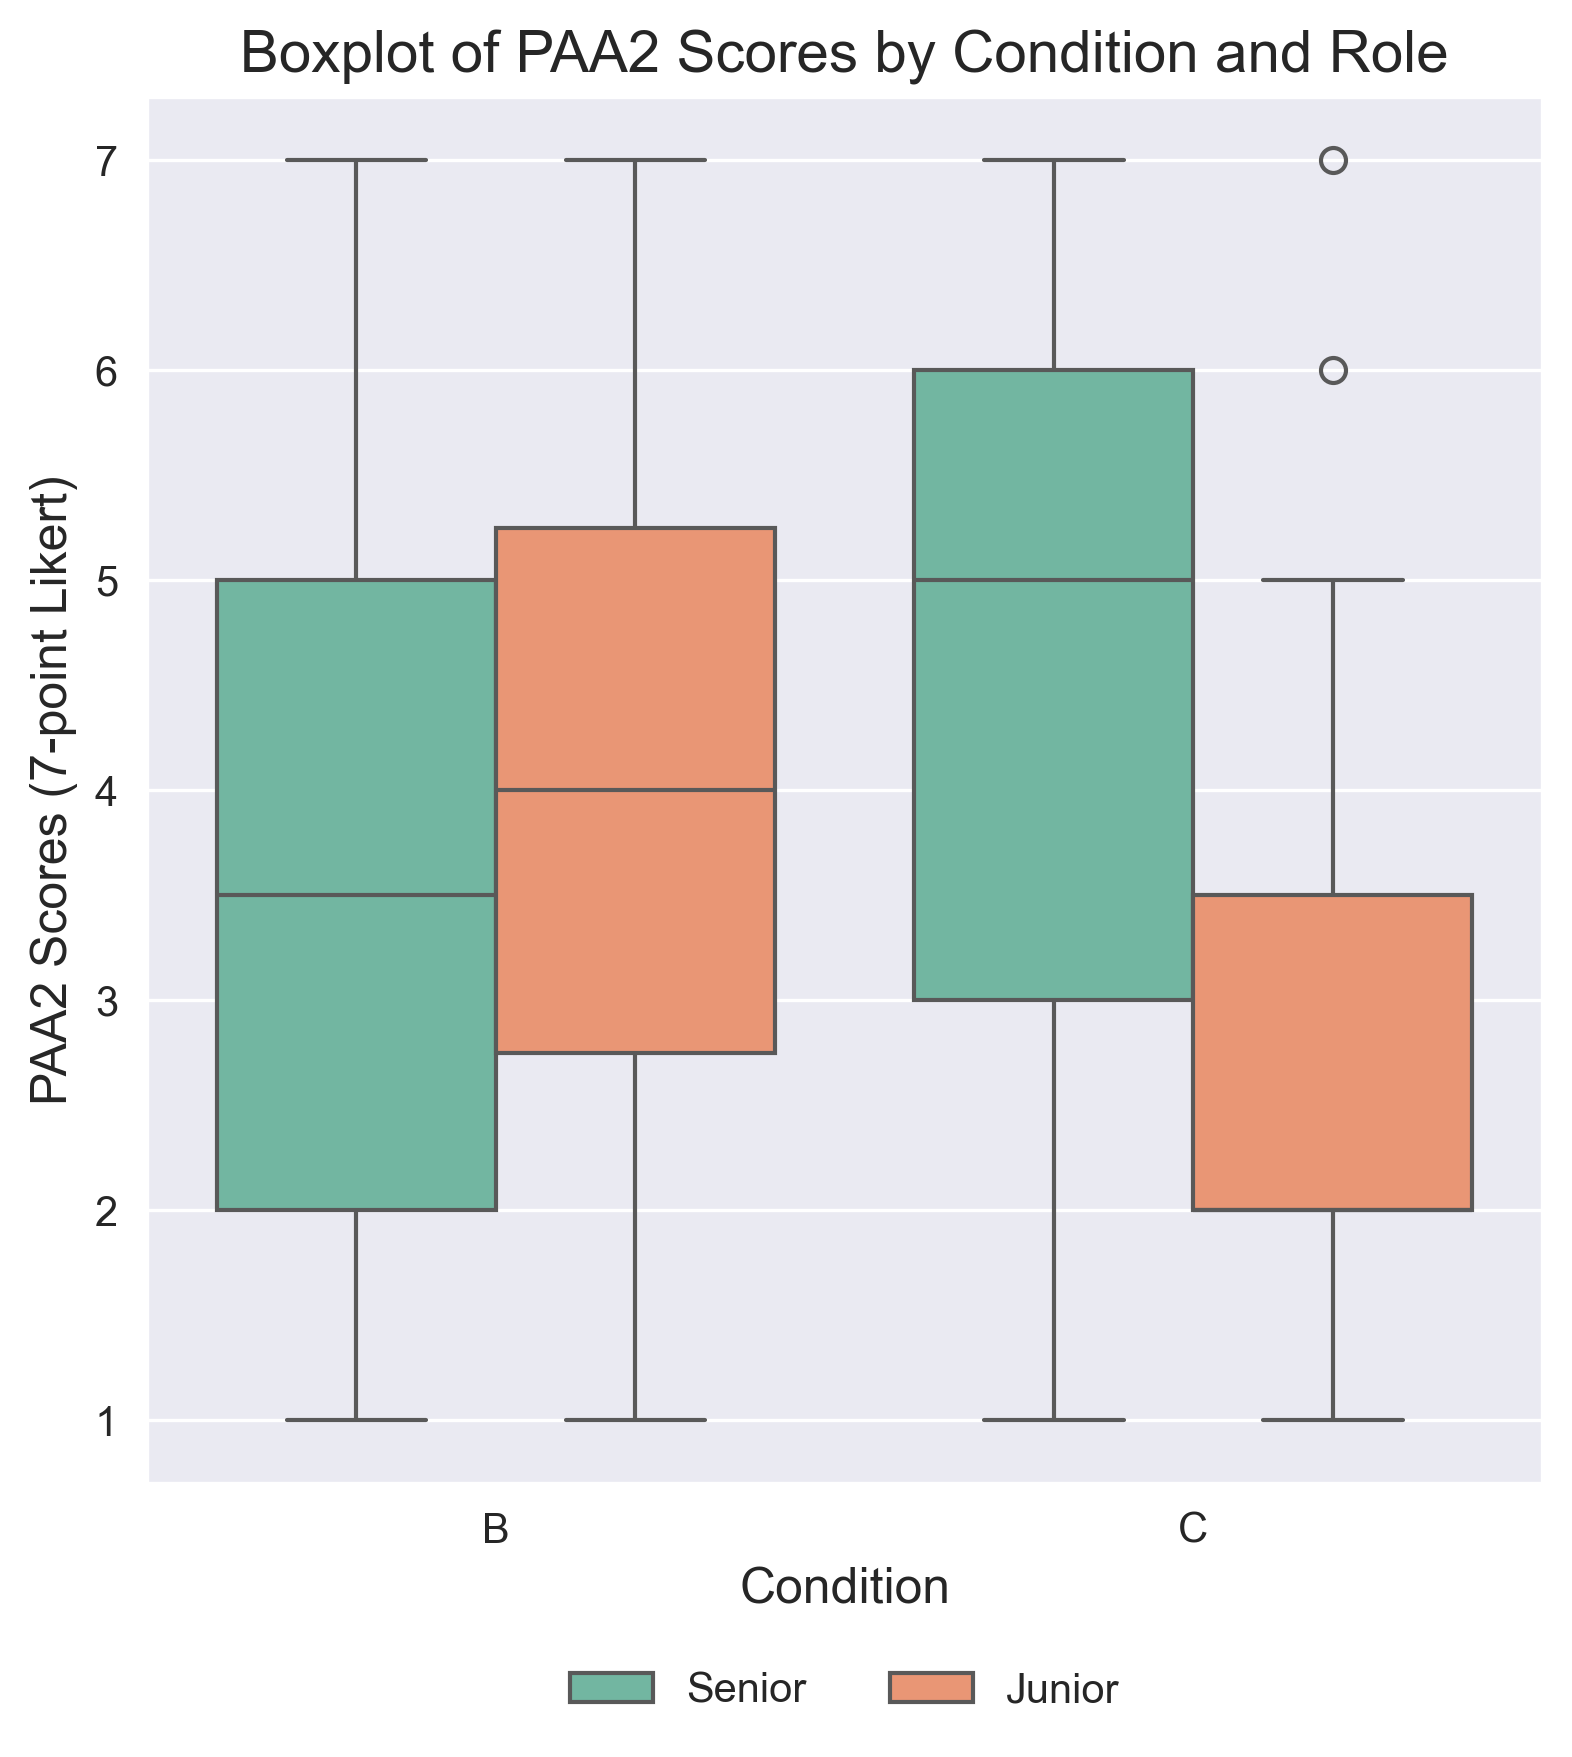 Boxplot of PAA2 Scores by Condition and Role
PAA2 Scores (7-point Likert)
7
6
5
4
3
2
1
B
C
Condition
Senior
Junior